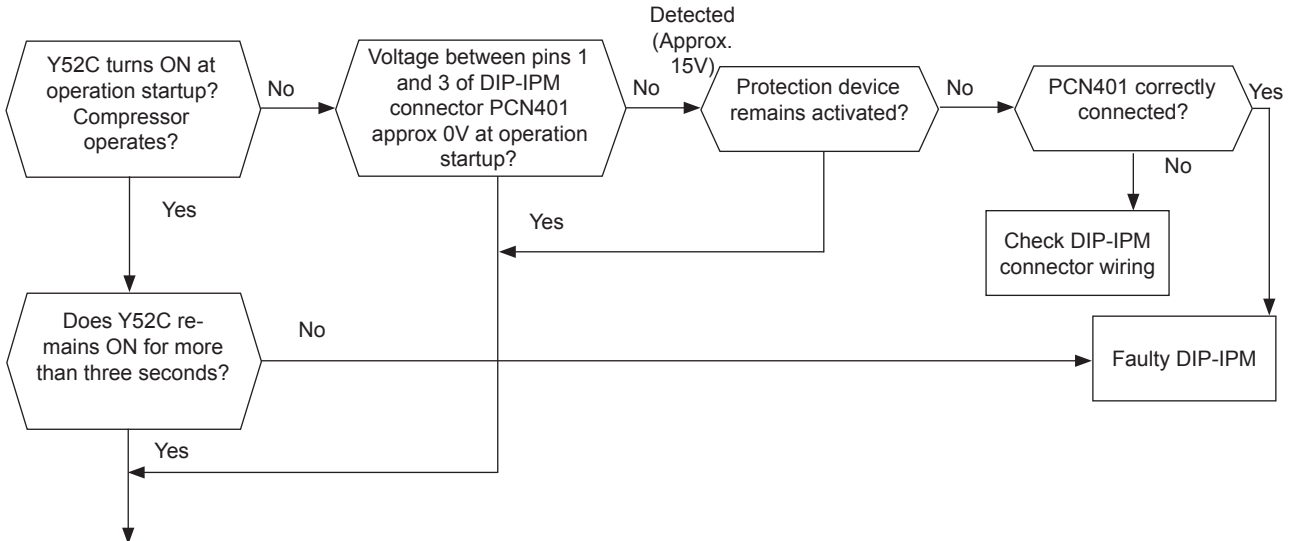 Detected
(Approx.
15V)
Y52C turns ON at
operation startup?
Compressor
operates?
No
Voltage between pins 1
and 3 of DIP-IPM
connector PCN401
approx 0V at operation
startup?
No
Protection device
remains activated?
No
PCN401 correctly
connected?
Yes
No
Yes
Yes
Check DIP-IPM
connector wiring
Does Y52C re-
mains ON for more
than three seconds?
No
Faulty DIP-IPM
Yes